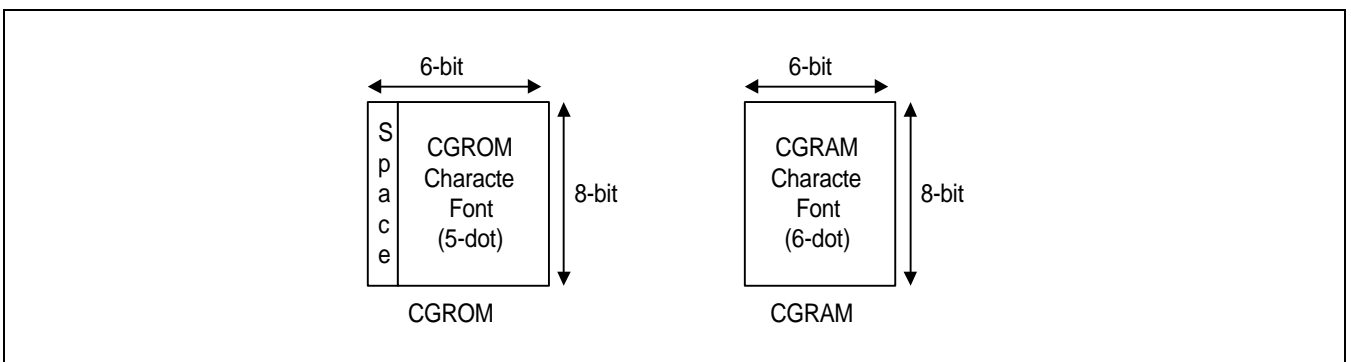 6-bit
Space
CGROM
Characte
Font
(5-dot)
8-bit
CGROM
6-bit
CGRAM
Characte
Font
(6-dot)
8-bit
CGRAM